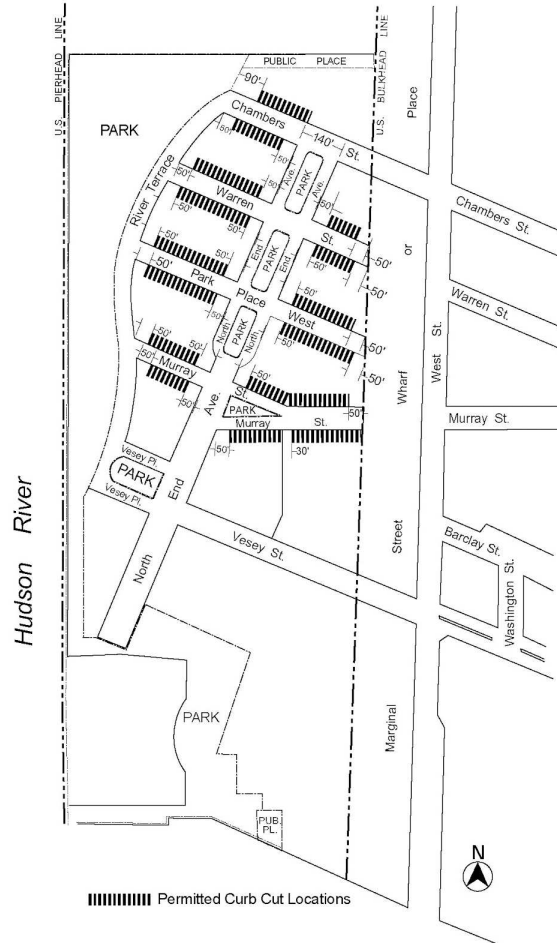 U.S. PIERHEAD LINE
U.S. BULKHEAD LINE
PUBLIC PLACE
90'
PARK
Chambers
St.
140'
Place
50'
50'
50'
Ave.
PARK
Ave.
River Terrace
Warren
St.
Chambers St.
50'
50'
50'
50'
or
End
PARK
End
50'
50'
50'
50'
Park
Place
West
Warren St.
50'
50'
50'
North
PARK
North
50'
50'
50'
50'
50'
Murray
West St.
Wharf
50'
50'
Ave.
St.
PARK
50'
Murray
St.
Murray St.
50'
30'
Vesey Pl.
PARK
Vesey Pl.
End
Vesey St.
Street
Barclay St.
Washington St.
North
Hudson River
PARK
Marginal
PUB.
PL.
N
Permitted Curb Cut Locations